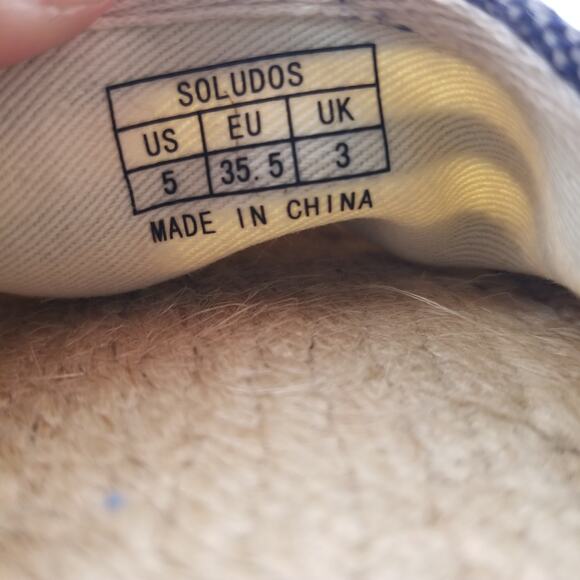 SOLUDOS
US EU UK
5 35.5 3
MADE IN CHINA